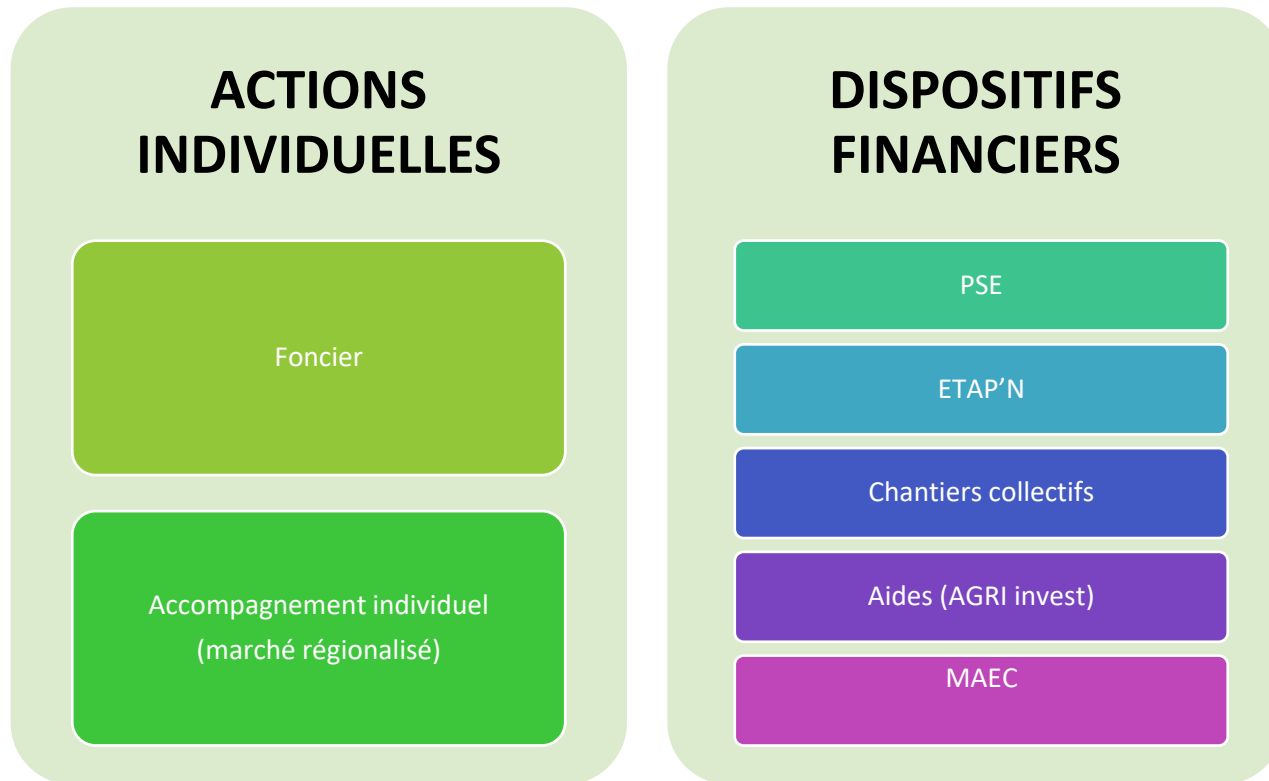 ACTIONS
INDIVIDUELLES
Foncier
Accompagnement individuel
(marché régionalisé)
DISPOSITIFS
FINANCIERS
PSE
ETAP’N
Chantiers collectifs
Aides (AGRI invest)
MAEC